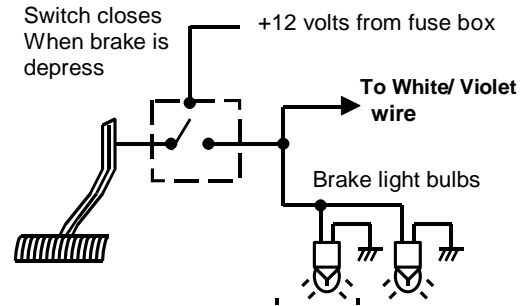 Switch closes
When brake is
depress
+12 volts from fuse box
To White/ Violet
wire
Brake light bulbs